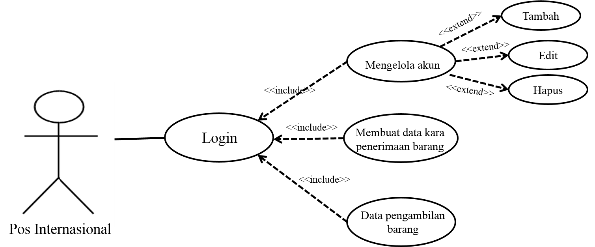 Tambah
<<extend>>
<<extend>>
Edit
Mengelola akun
<<extend>>
Hapus
<<include>>
Login
<<include>>
Membuat data kara
penerimaan barang
<<include>>
Pos Internasional
Data pengambilan
barang